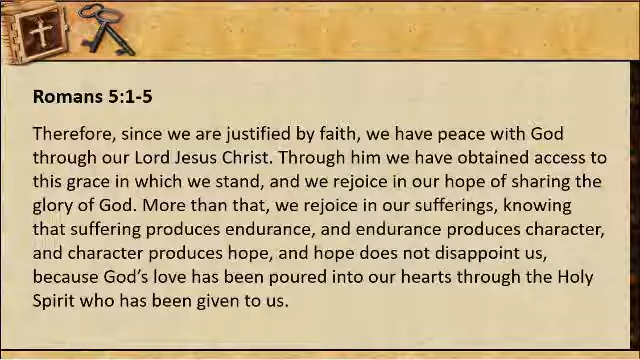 Romans 5:1-5
Therefore, since we are justified by faith, we have peace with God
through our Lord Jesus Christ. Through him we have obtained access to
this grace in which we stand, and we rejoice in our hope of sharing the
glory of God. More than that, we rejoice in our sufferings, knowing
that suffering produces endurance, and endurance produces character,
and character produces hope, and hope does not disappoint us,
because God’s love has been poured into our hearts through the Holy
Spirit who has been given to us.